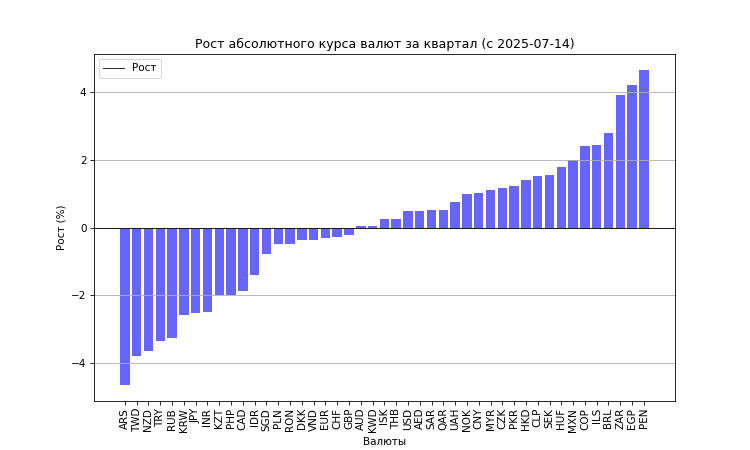 Рост абсолютного курса валют за квартал (с 2025-07-14)
Рост
4
2
0
−2
−4
Рост (%)
ARS TWD NZD TRY RUB KRW JPY INR KZT PHP CAD IDR SGD PLN RON DKK VND EUR CHF GBP AUD KWD ISK THB USD AED SAR QAR UAH NOK CNY MYR CZK PKR HKD CLP SEK HUF MXN COP ILS BRL ZAR EGP PEN
Валюты